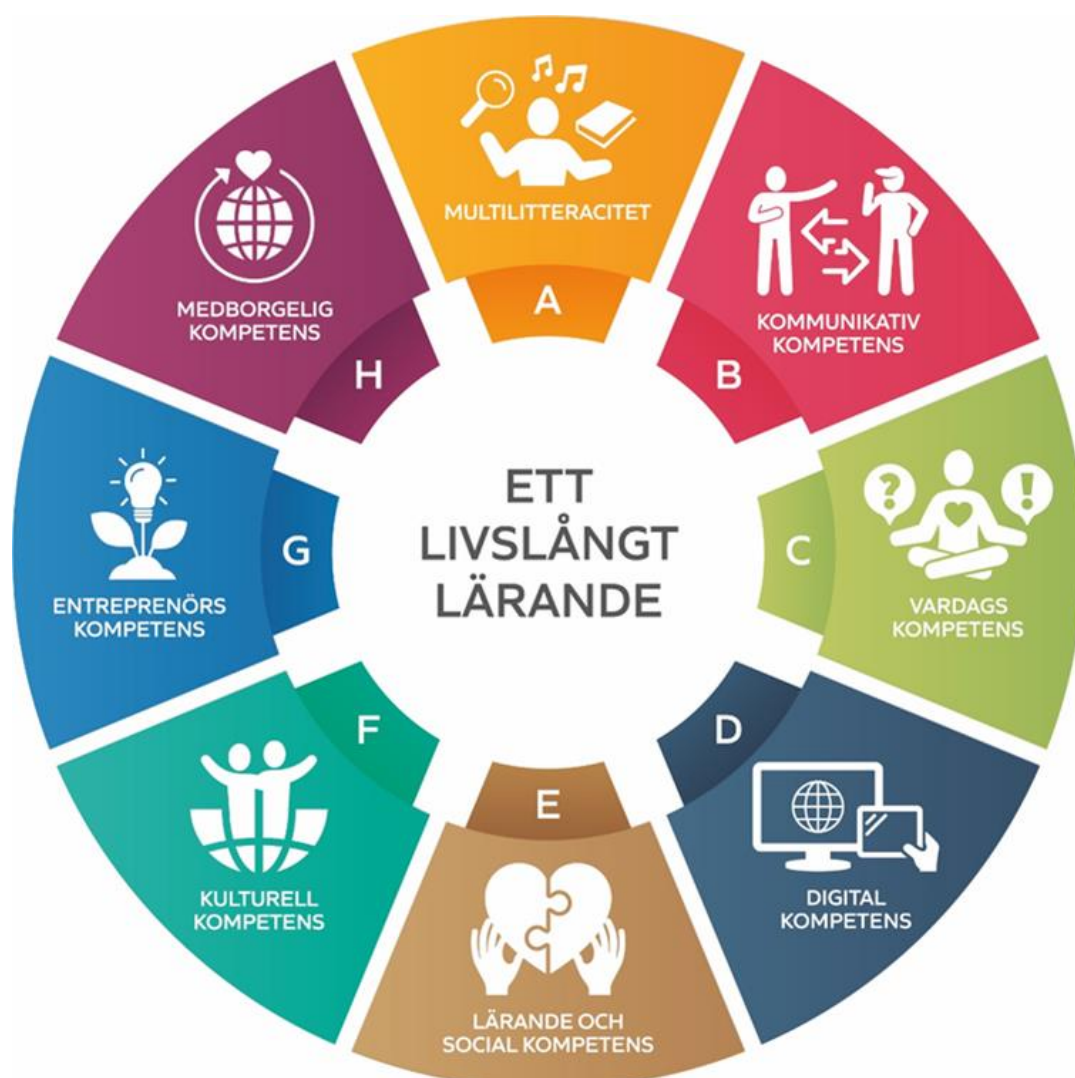 MULTILITTERACITET
A
KOMMUNIKATIV
KOMPETENS
B
VARDAGS
KOMPETENS
C
DIGITAL
KOMPETENS
D
LÄRANDE OCH
SOCIAL KOMPETENS
E
KULTURELL
KOMPETENS
F
ENTREPRENÖRS
KOMPETENS
G
MEDBORGELIG
KOMPETENS
H
ETT
LIVSLÅNGT
LÄRANDE
?
!